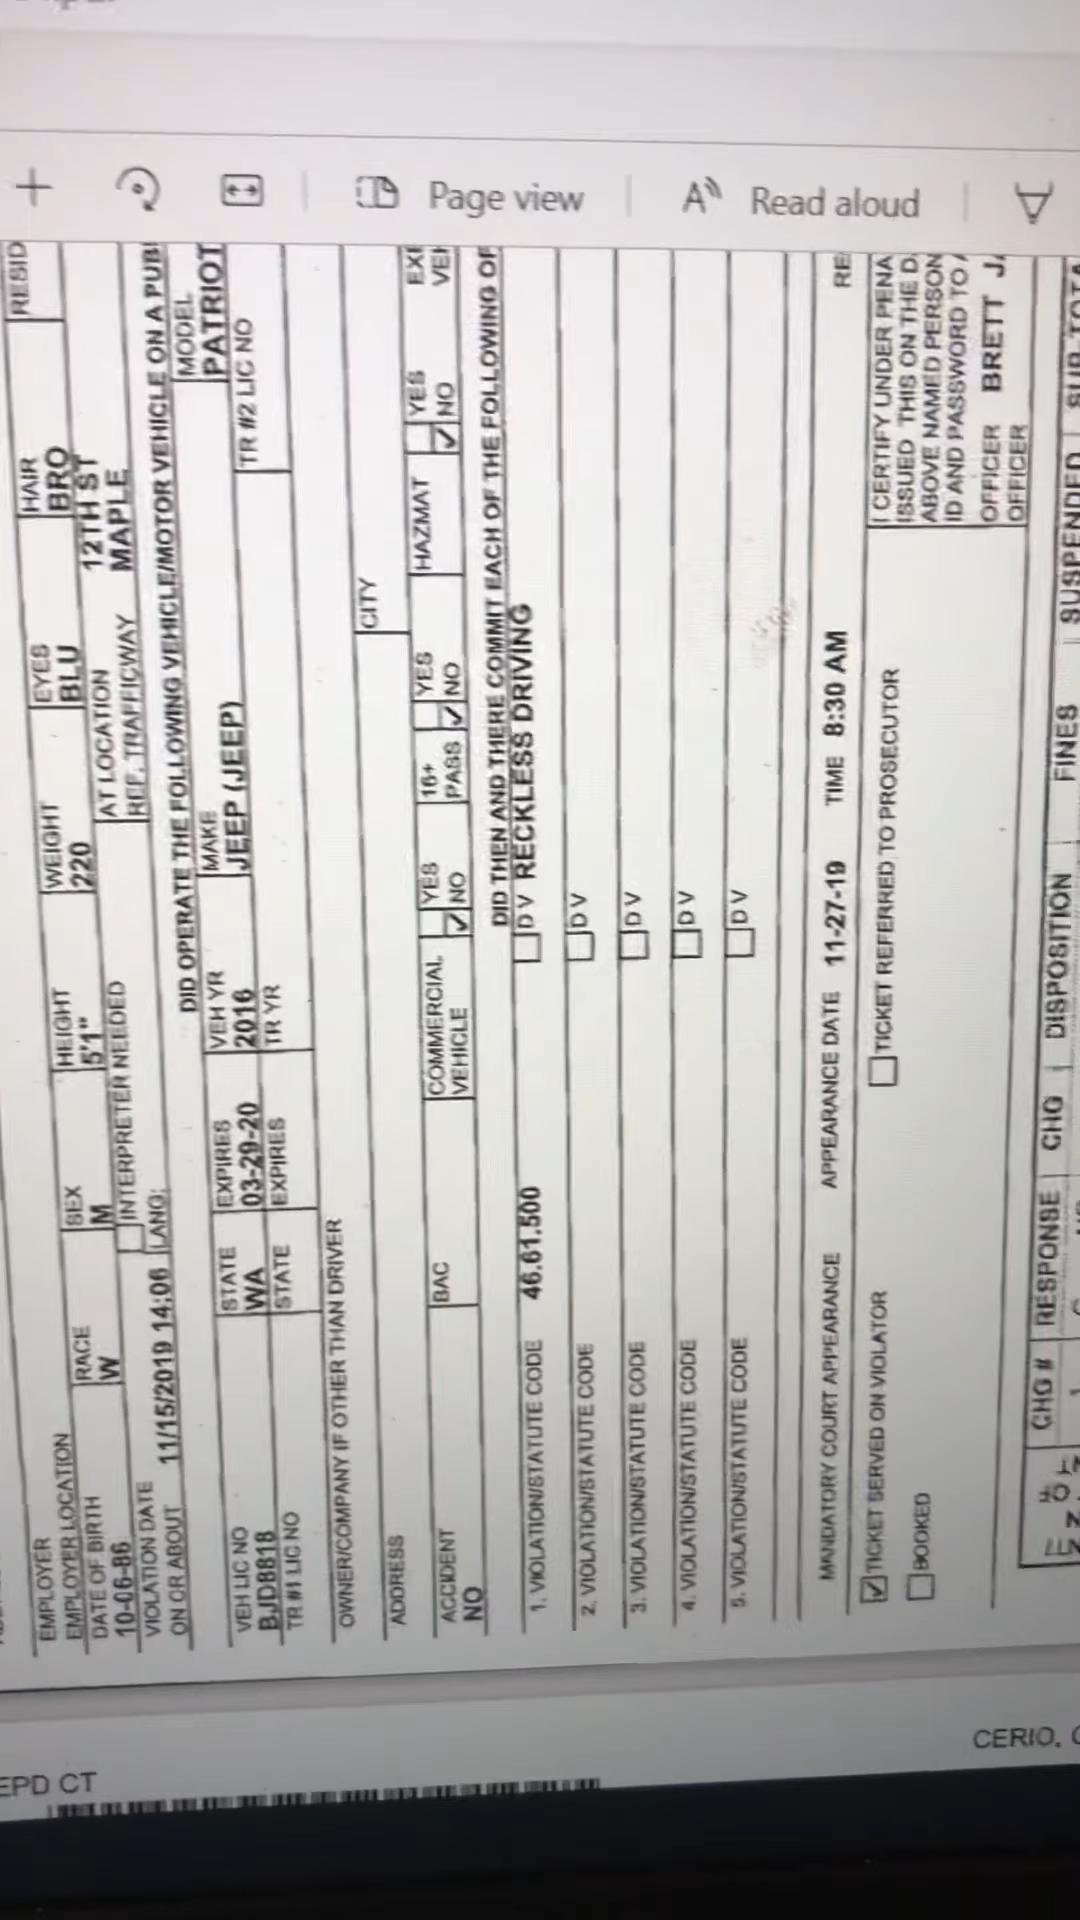 Page view
Read aloud
RESID
EMPLOYER
EMPLOYER LOCATION
DATE OF BIRTH RACE SEX HEIGHT WEIGHT EYES HAIR
10-06-86 W M 5'1" 220 BLU BRO
VIOLATION DATE INTERPRETER NEEDED AT LOCATION 12TH ST
ON OR ABOUT 11/15/2019 14:06 LANG: REF. TRAFFICWAY MAPLE
DID OPERATE THE FOLLOWING VEHICLE/MOTOR VEHICLE ON A PUBI
VEH LIC NO STATE EXPIRES VEH YR MAKE MODEL
BJD8818 WA 03-29-20 2016 JEEP (JEEP) PATRIOT
TR #1 LIC NO STATE EXPIRES TR YR TR #2 LIC NO
OWNER/COMPANY IF OTHER THAN DRIVER
ADDRESS CITY
ACCIDENT BAC COMMERCIAL YES 16+ YES HAZMAT YES EXE
NO VEHICLE NO PASS NO NO VEH
DID THEN AND THERE COMMIT EACH OF THE FOLLOWING OF
1. VIOLATION/STATUTE CODE 46.61.500 DV RECKLESS DRIVING
2. VIOLATION/STATUTE CODE DV
3. VIOLATION/STATUTE CODE DV
4. VIOLATION/STATUTE CODE DV
5. VIOLATION/STATUTE CODE DV
MANDATORY COURT APPEARANCE APPEARANCE DATE 11-27-19 TIME 8:30 AM RE
TICKET SERVED ON VIOLATOR TICKET REFERRED TO PROSECUTOR
BOOKED
I CERTIFY UNDER PENA
ISSUED THIS ON THE D
ABOVE NAMED PERSON
ID AND PASSWORD TO
OFFICER BRETT J
OFFICER
CHG # RESPONSE CHG DISPOSITION FINES SUSPENDED SUB-TOTA
EPD CT
CERIO,